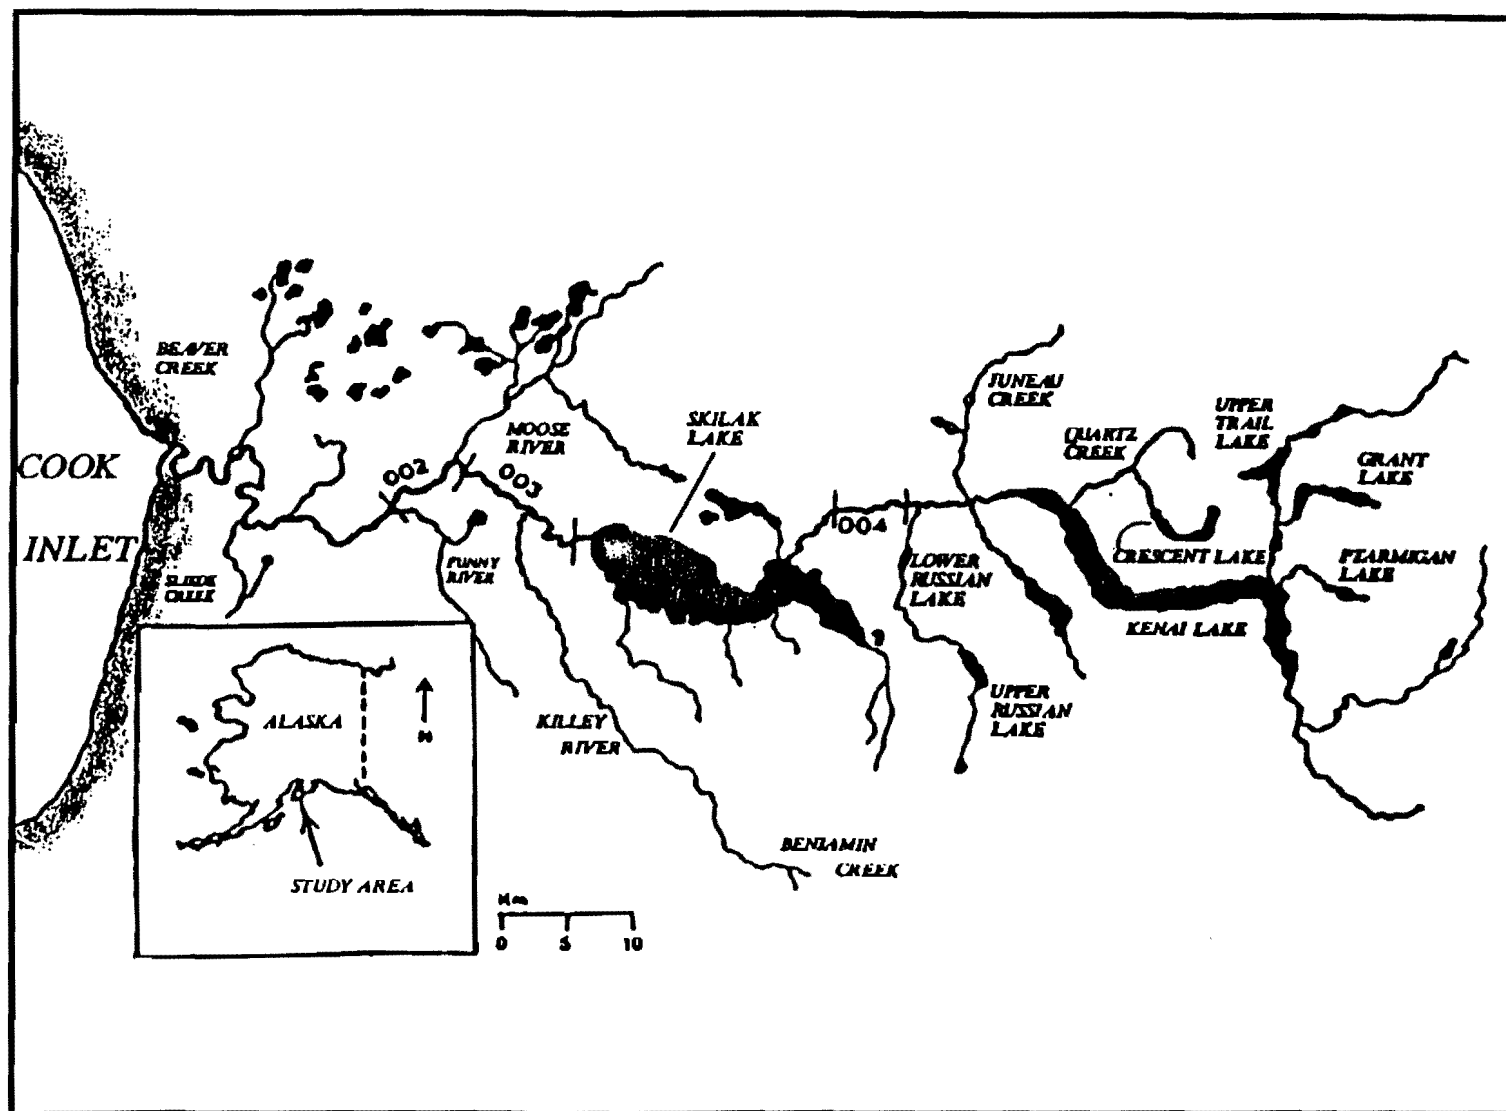 BEAVER
CREEK
COOK
INLET
SLIKOK
CREEK
002
MOOSE
RIVER
003
FUNNY
RIVER
SKILAK
LAKE
004
JUNEAU
CREEK
QUARTZ
CREEK
UPPER
TRAIL
LAKE
GRANT
LAKE
LOWER
RUSSIAN
LAKE
CRESCENT LAKE
PTARMIGAN
LAKE
KENAI LAKE
UPPER
RUSSIAN
LAKE
KILLEY
RIVER
BENJAMIN
CREEK
ALASKA
N
STUDY AREA
Km
0 5 10